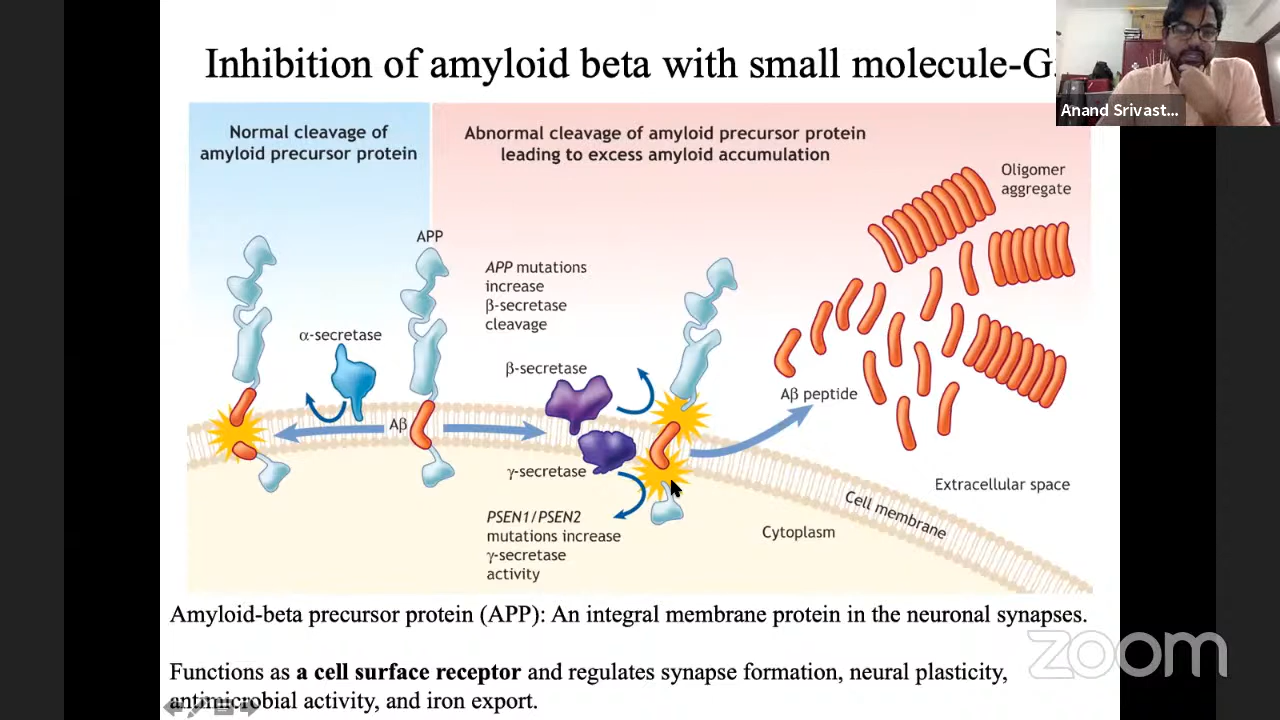 Inhibition of amyloid beta with small molecule-G
Anand Srivast...
Normal cleavage of
amyloid precursor protein
Abnormal cleavage of amyloid precursor protein
leading to excess amyloid accumulation
Oligomer
aggregate
APP
APP mutations
increase
β-secretase
cleavage
α-secretase
β-secretase
Aβ peptide
Aβ
γ-secretase
Extracellular space
Cell membrane
PSEN1/PSEN2
mutations increase
γ-secretase
activity
Cytoplasm
Amyloid-beta precursor protein (APP): An integral membrane protein in the neuronal synapses.
zoom
Functions as a cell surface receptor and regulates synapse formation, neural plasticity,
antimicrobial activity, and iron export.